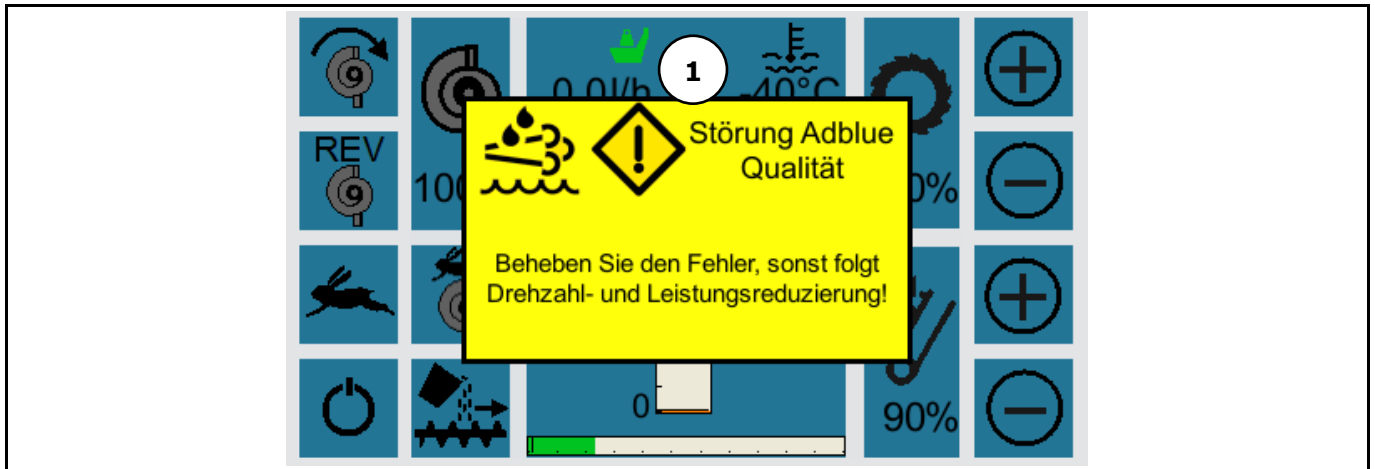 1
0.0l/h
-40°C
Störung Adblue
Qualität
REV
Beheben Sie den Fehler, sonst folgt
Drehzahl- und Leistungsreduzierung!
0
90%